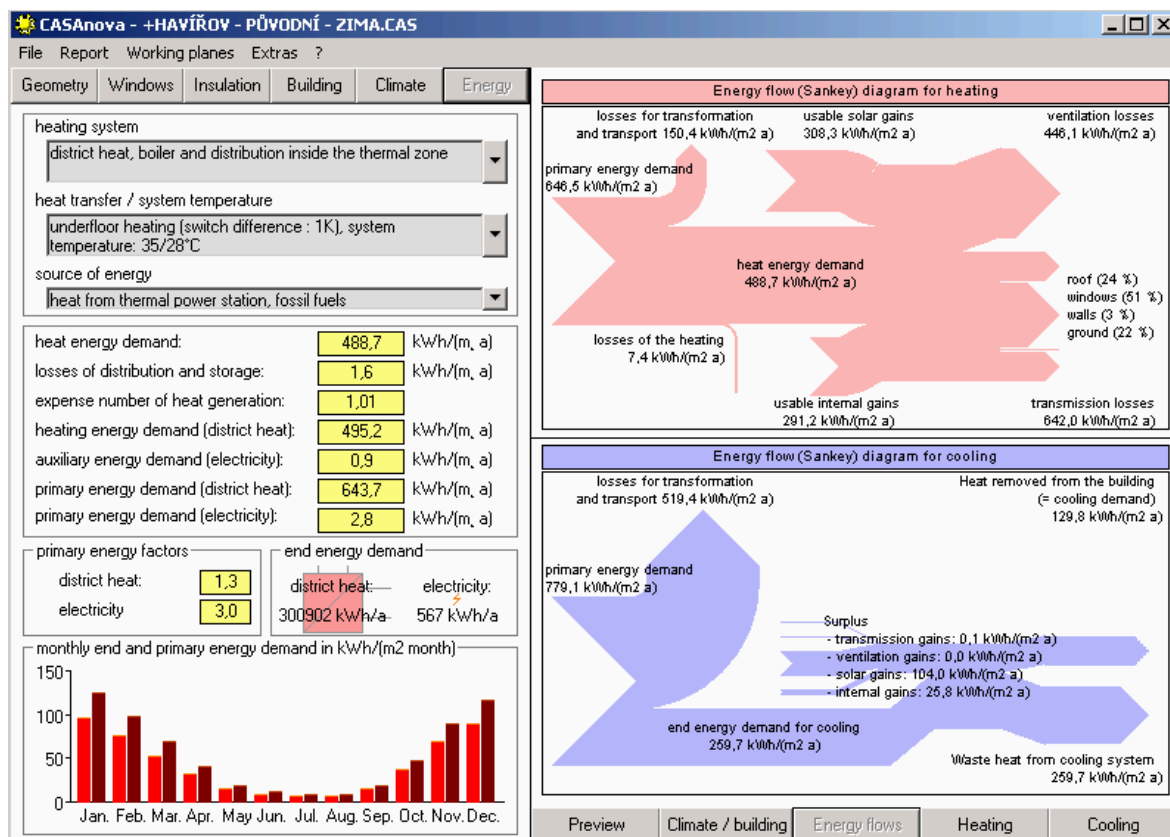 CASAnova - +HAVÍŘOV - PŮVODNÍ - ZIMA.CAS
File Report Working planes Extras ?
Geometry Windows Insulation Building Climate Energy
heating system
district heat, boiler and distribution inside the thermal zone
heat transfer / system temperature
underfloor heating (switch difference : 1K), system
temperature: 35/28°C
source of energy
heat from thermal power station, fossil fuels
heat energy demand: 488,7 kWh/(m, a)
losses of distribution and storage: 1,6 kWh/(m, a)
expense number of heat generation: 1,01
heating energy demand (district heat): 495,2 kWh/(m, a)
auxiliary energy demand (electricity): 0,9 kWh/(m, a)
primary energy demand (district heat): 643,7 kWh/(m, a)
primary energy demand (electricity): 2,8 kWh/(m, a)
primary energy factors
district heat: 1,3
electricity 3,0
end energy demand
district heat: electricity:
300902 kWh/a 567 kWh/a
monthly end and primary energy demand in kWh/(m2 month)
150
100
50
0
Jan. Feb. Mar. Apr. May Jun. Jul. Aug. Sep. Oct. Nov. Dec.
Energy flow (Sankey) diagram for heating
losses for transformation
and transport 150,4 kWh/(m2 a)
usable solar gains
308,3 kWh/(m2 a)
ventilation losses
446,1 kWh/(m2 a)
primary energy demand
646,5 kWh/(m2 a)
heat energy demand
488,7 kWh/(m2 a)
roof (24 %)
windows (51 %)
walls (3 %)
ground (22 %)
losses of the heating
7,4 kWh/(m2 a)
usable internal gains
291,2 kWh/(m2 a)
transmission losses
642,0 kWh/(m2 a)
Energy flow (Sankey) diagram for cooling
losses for transformation
and transport 519,4 kWh/(m2 a)
Heat removed from the building
(= cooling demand)
129,8 kWh/(m2 a)
primary energy demand
779,1 kWh/(m2 a)
Surplus
- transmission gains: 0,1 kWh/(m2 a)
- ventilation gains: 0,0 kWh/(m2 a)
- solar gains: 104,0 kWh/(m2 a)
- internal gains: 25,8 kWh/(m2 a)
end energy demand for cooling
259,7 kWh/(m2 a)
Waste heat from cooling system
259,7 kWh/(m2 a)
Preview Climate / building Energy flows Heating Cooling